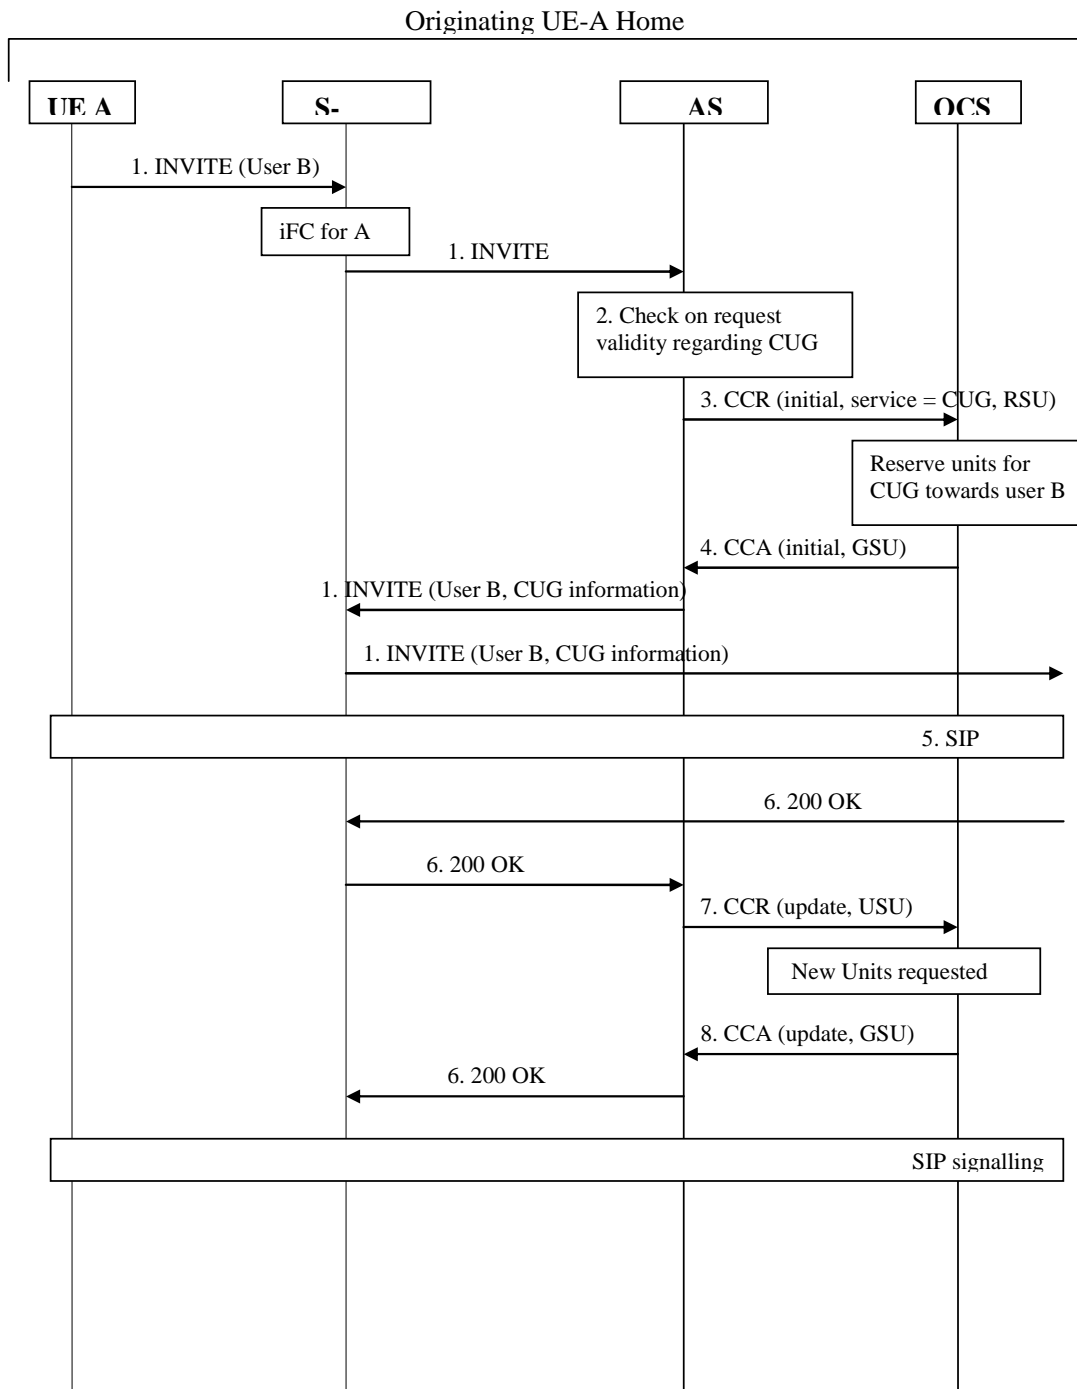 Originating UE-A Home
UE A
S-
AS
OCS
1. INVITE (User B)
iFC for A
1. INVITE
2. Check on request
validity regarding CUG
3. CCR (initial, service = CUG, RSU)
Reserve units for
CUG towards user B
4. CCA (initial, GSU)
1. INVITE (User B, CUG information)
1. INVITE (User B, CUG information)
5. SIP
6. 200 OK
6. 200 OK
7. CCR (update, USU)
New Units requested
8. CCA (update, GSU)
6. 200 OK
SIP signalling